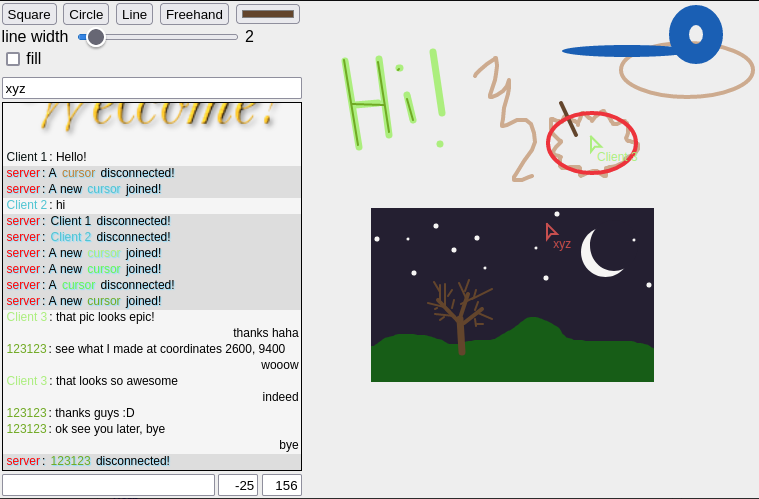 Square Circle Line Freehand
line width 2
fill
xyz
Welcome!
Client 1: Hello!
server: A cursor disconnected!
server: A new cursor joined!
Client 2: hi
server: Client 1 disconnected!
server: Client 2 disconnected!
server: A new cursor joined!
server: A new cursor joined!
server: A cursor disconnected!
server: A new cursor joined!
Client 3: that pic looks epic!
thanks haha
123123: see what I made at coordinates 2600, 9400
wooow
Client 3: that looks so awesome
indeed
123123: thanks guys :D
123123: ok see you later, bye
bye
server: 123123 disconnected!
-25 156
Hi!
Client 3
xyz